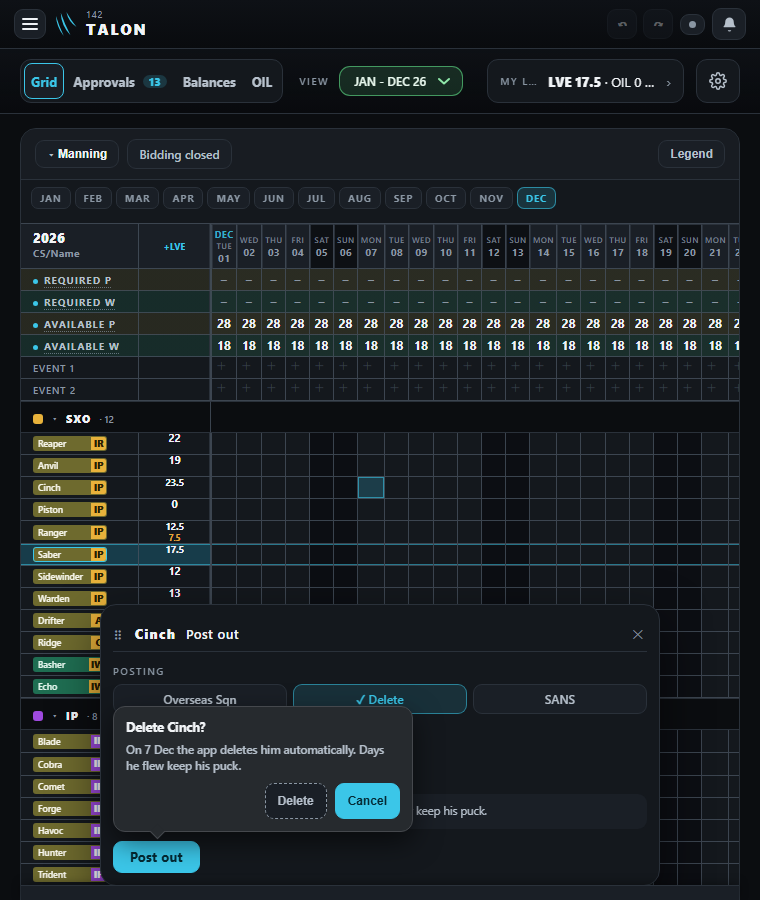 142
TALON
Grid Approvals 13 Balances OIL VIEW JAN - DEC 26 MY L... LVE 17.5 · OIL 0 ... ›
Manning Bidding closed Legend
JAN FEB MAR APR MAY JUN JUL AUG SEP OCT NOV DEC
2026 CS/Name +LVE DEC TUE 01 WED 02 THU 03 FRI 04 SAT 05 SUN 06 MON 07 TUE 08 WED 09 THU 10 FRI 11 SAT 12 SUN 13 MON 14 TUE 15 WED 16 THU 17 FRI 18 SAT 19 SUN 20 MON 21
REQUIRED P – – – – – – – – – – – – – – – – – – – – –
REQUIRED W – – – – – – – – – – – – – – – – – – – – –
AVAILABLE P 28 28 28 28 28 28 28 28 28 28 28 28 28 28 28 28 28 28 28 28 28
AVAILABLE W 18 18 18 18 18 18 18 18 18 18 18 18 18 18 18 18 18 18 18 18 18
EVENT 1 + + + + + + + + + + + + + + + + + + + + +
EVENT 2 + + + + + + + + + + + + + + + + + + + + +
SXO · 12
Reaper IR 22
Anvil IP 19
Cinch IP 23.5
Piston IP 0
Ranger IP 12.5
7.5
Saber IP 17.5
Sidewinder IP 12
Warden IP 13
Drifter
Ridge
Basher
Echo
IP · 8
Blade
Cobra
Comet
Forge
Havoc
Hunter
Trident
Cinch Post out
POSTING
Overseas Sqn ✓ Delete SANS
Delete Cinch?
On 7 Dec the app deletes him automatically. Days
he flew keep his puck.
Delete Cancel
keep his puck.
Post out